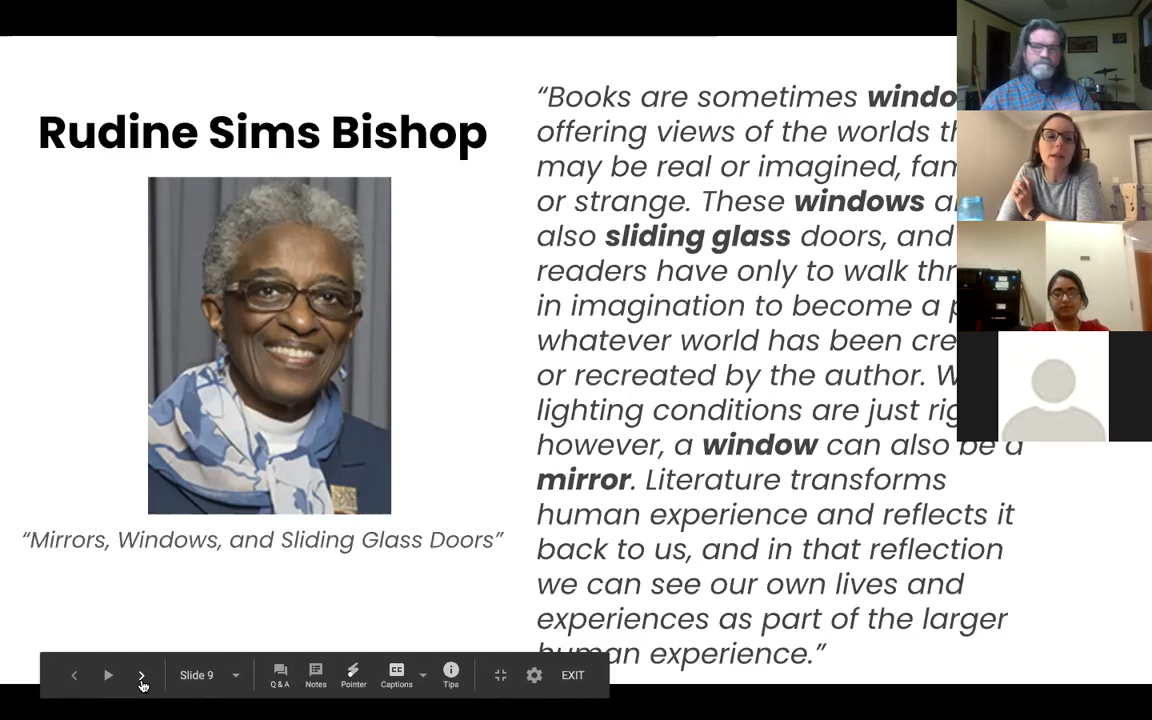 Rudine Sims Bishop
“Mirrors, Windows, and Sliding Glass Doors”
“Books are sometimes
offering views of the worlds
may be real or imagined,
or strange. These windows
also sliding glass doors, and
readers have only to walk
in imagination to become a
whatever world has been
or recreated by the author.
lighting conditions are just
however, a window can also be a
mirror. Literature transforms
human experience and reflects it
back to us, and in that reflection
we can see our own lives and
experiences as part of the larger
human experience.”
Slide 9
Q & A
Notes
Pointer
CC
Captions
Tips
EXIT